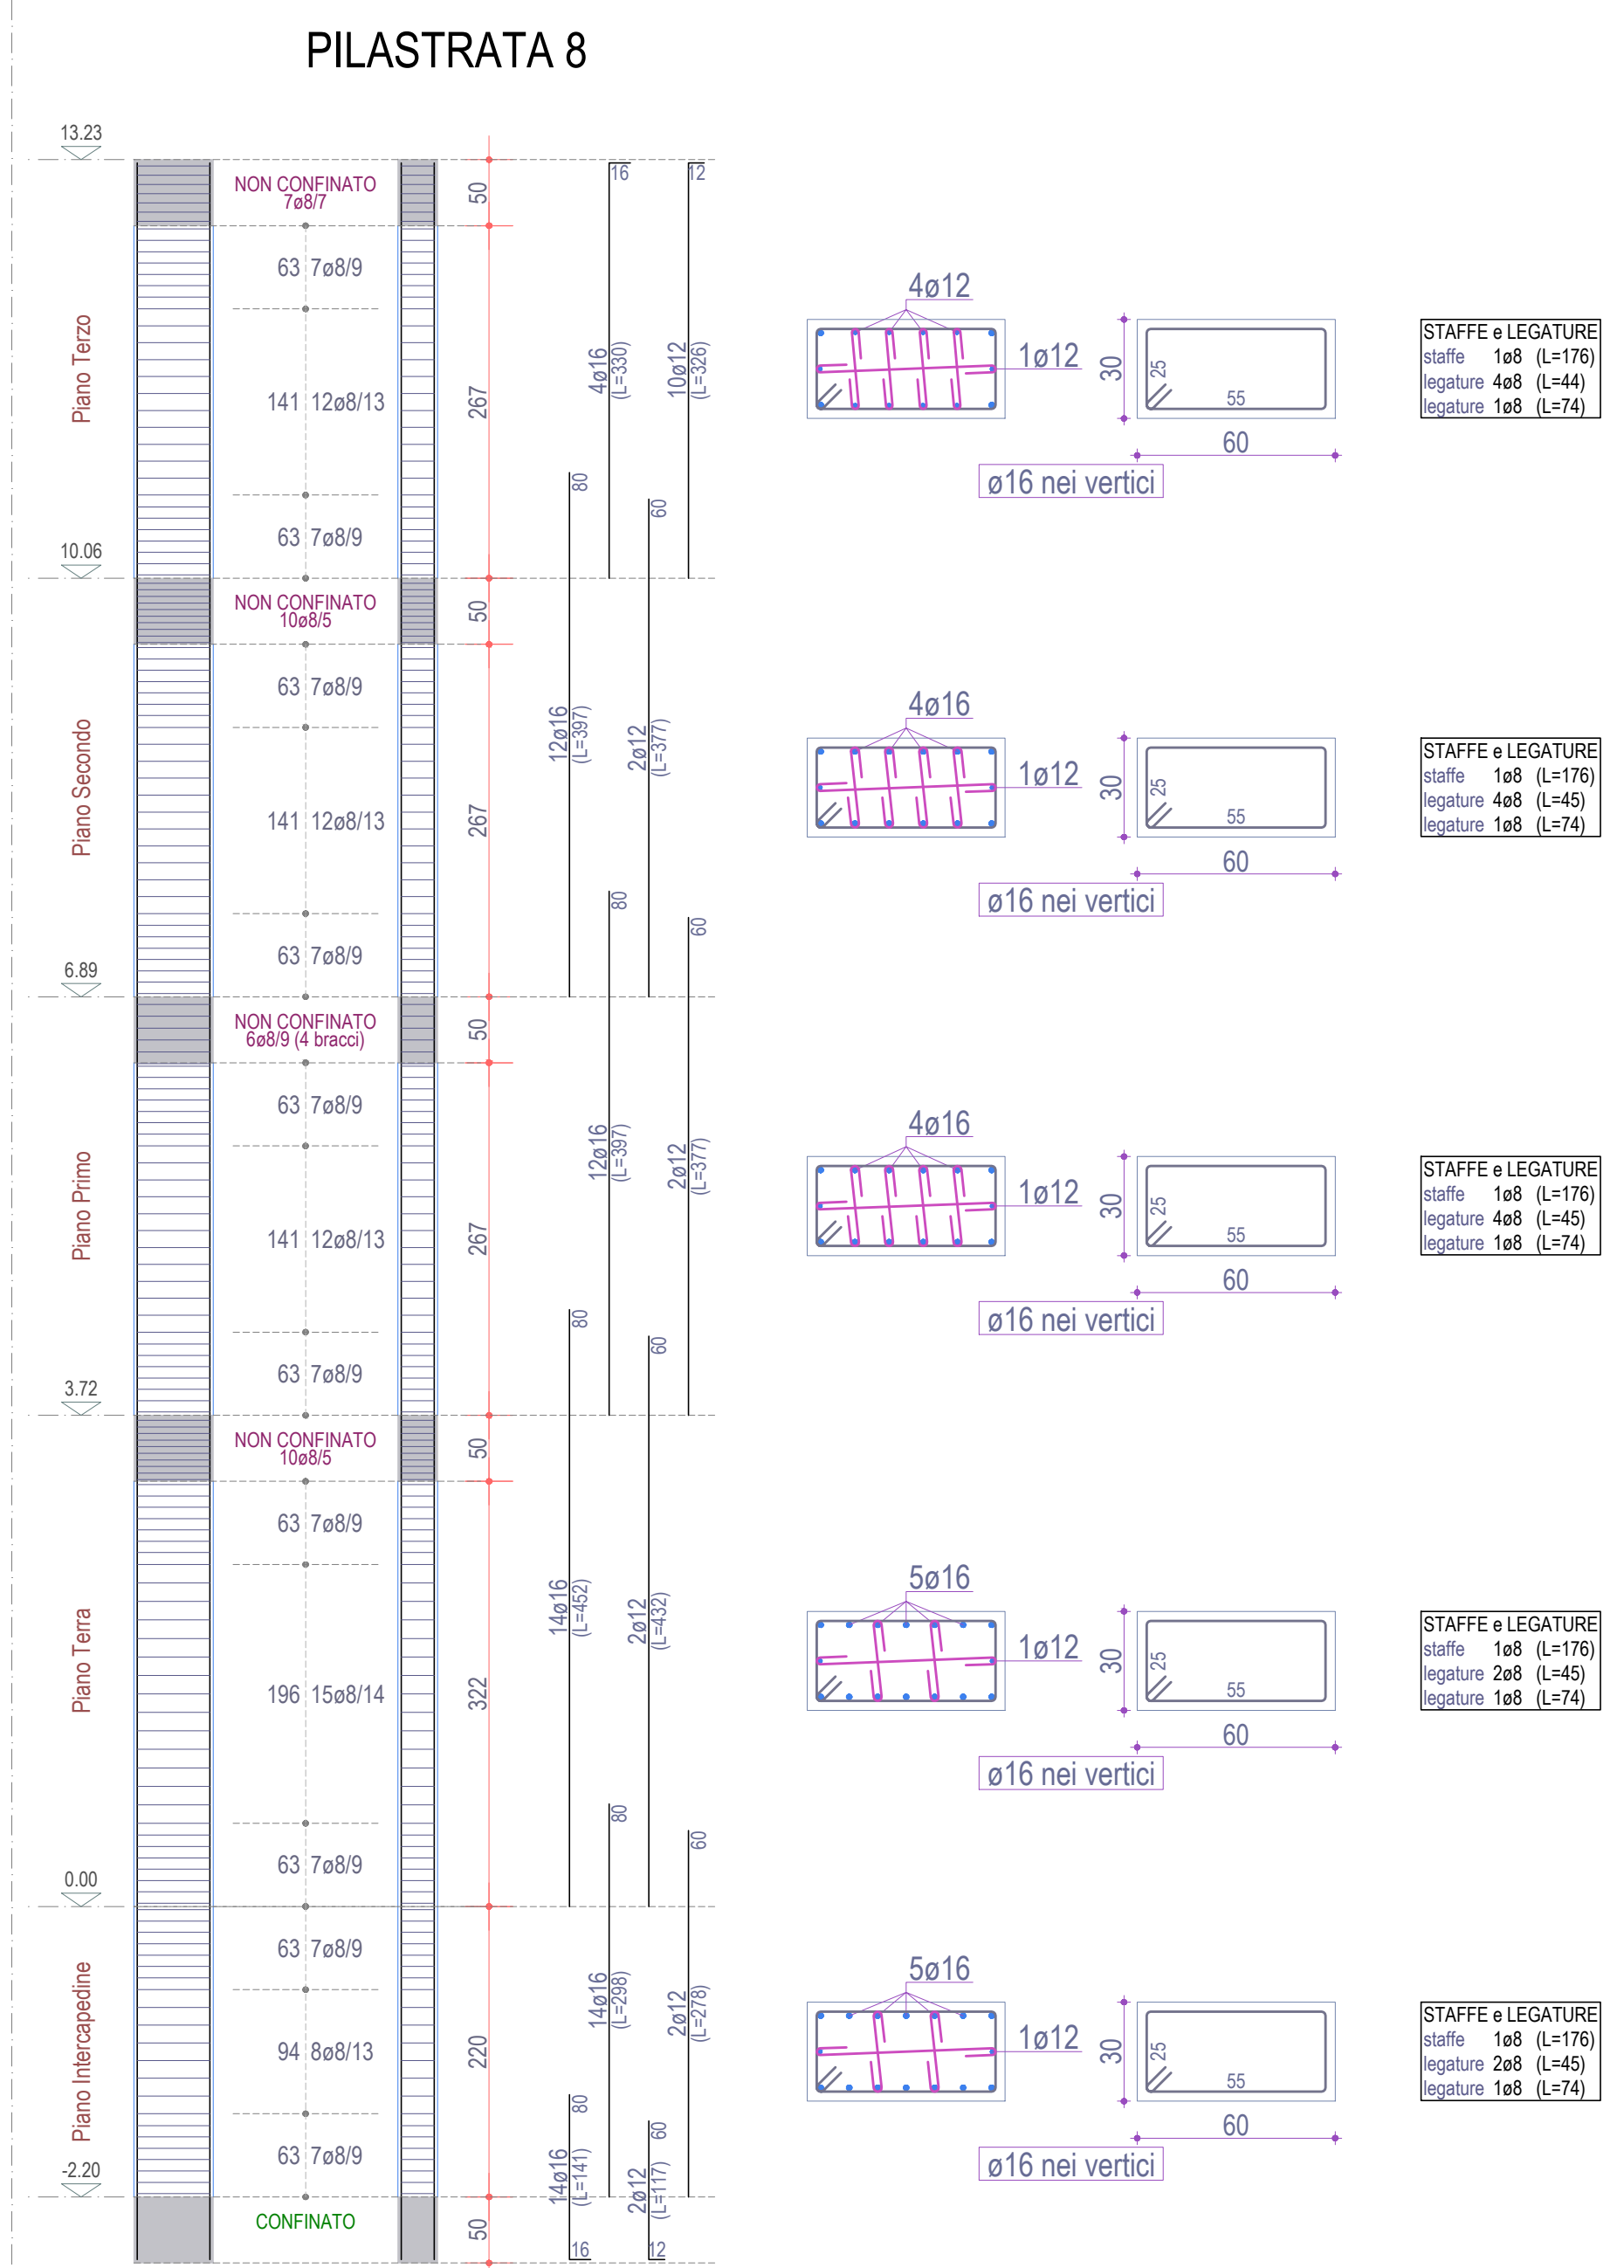 PILASTRATA 8
13.23
NON CONFINATO
7ø8/7
50
16
12
63 7ø8/9
Piano Terzo
141 12ø8/13
267
4ø16
(L=330)
10ø12
(L=326)
63 7ø8/9
80
60
4ø12
1ø12
30
25
55
60
ø16 nei vertici
STAFFE e LEGATURE
staffe 1ø8 (L=176)
legature 4ø8 (L=44)
legature 1ø8 (L=74)
10.06
NON CONFINATO
10ø8/5
50
63 7ø8/9
Piano Secondo
141 12ø8/13
267
12ø16
(L=397)
2ø12
(L=377)
63 7ø8/9
80
60
4ø16
1ø12
30
25
55
60
ø16 nei vertici
STAFFE e LEGATURE
staffe 1ø8 (L=176)
legature 4ø8 (L=45)
legature 1ø8 (L=74)
6.89
NON CONFINATO
6ø8/9 (4 bracci)
50
63 7ø8/9
Piano Primo
141 12ø8/13
267
12ø16
(L=397)
2ø12
(L=377)
63 7ø8/9
80
60
4ø16
1ø12
30
25
55
60
ø16 nei vertici
STAFFE e LEGATURE
staffe 1ø8 (L=176)
legature 4ø8 (L=45)
legature 1ø8 (L=74)
3.72
NON CONFINATO
10ø8/5
50
63 7ø8/9
Piano Terra
196 15ø8/14
322
14ø16
(L=452)
2ø12
(L=432)
63 7ø8/9
80
60
5ø16
1ø12
30
25
55
60
ø16 nei vertici
STAFFE e LEGATURE
staffe 1ø8 (L=176)
legature 2ø8 (L=45)
legature 1ø8 (L=74)
0.00
63 7ø8/9
Piano Intercapedine
94 8ø8/13
220
14ø16
(L=298)
2ø12
(L=278)
63 7ø8/9
80
60
14ø16
(L=141)
2ø12
(L=117)
5ø16
1ø12
30
25
55
60
ø16 nei vertici
STAFFE e LEGATURE
staffe 1ø8 (L=176)
legature 2ø8 (L=45)
legature 1ø8 (L=74)
-2.20
CONFINATO
50
16
12